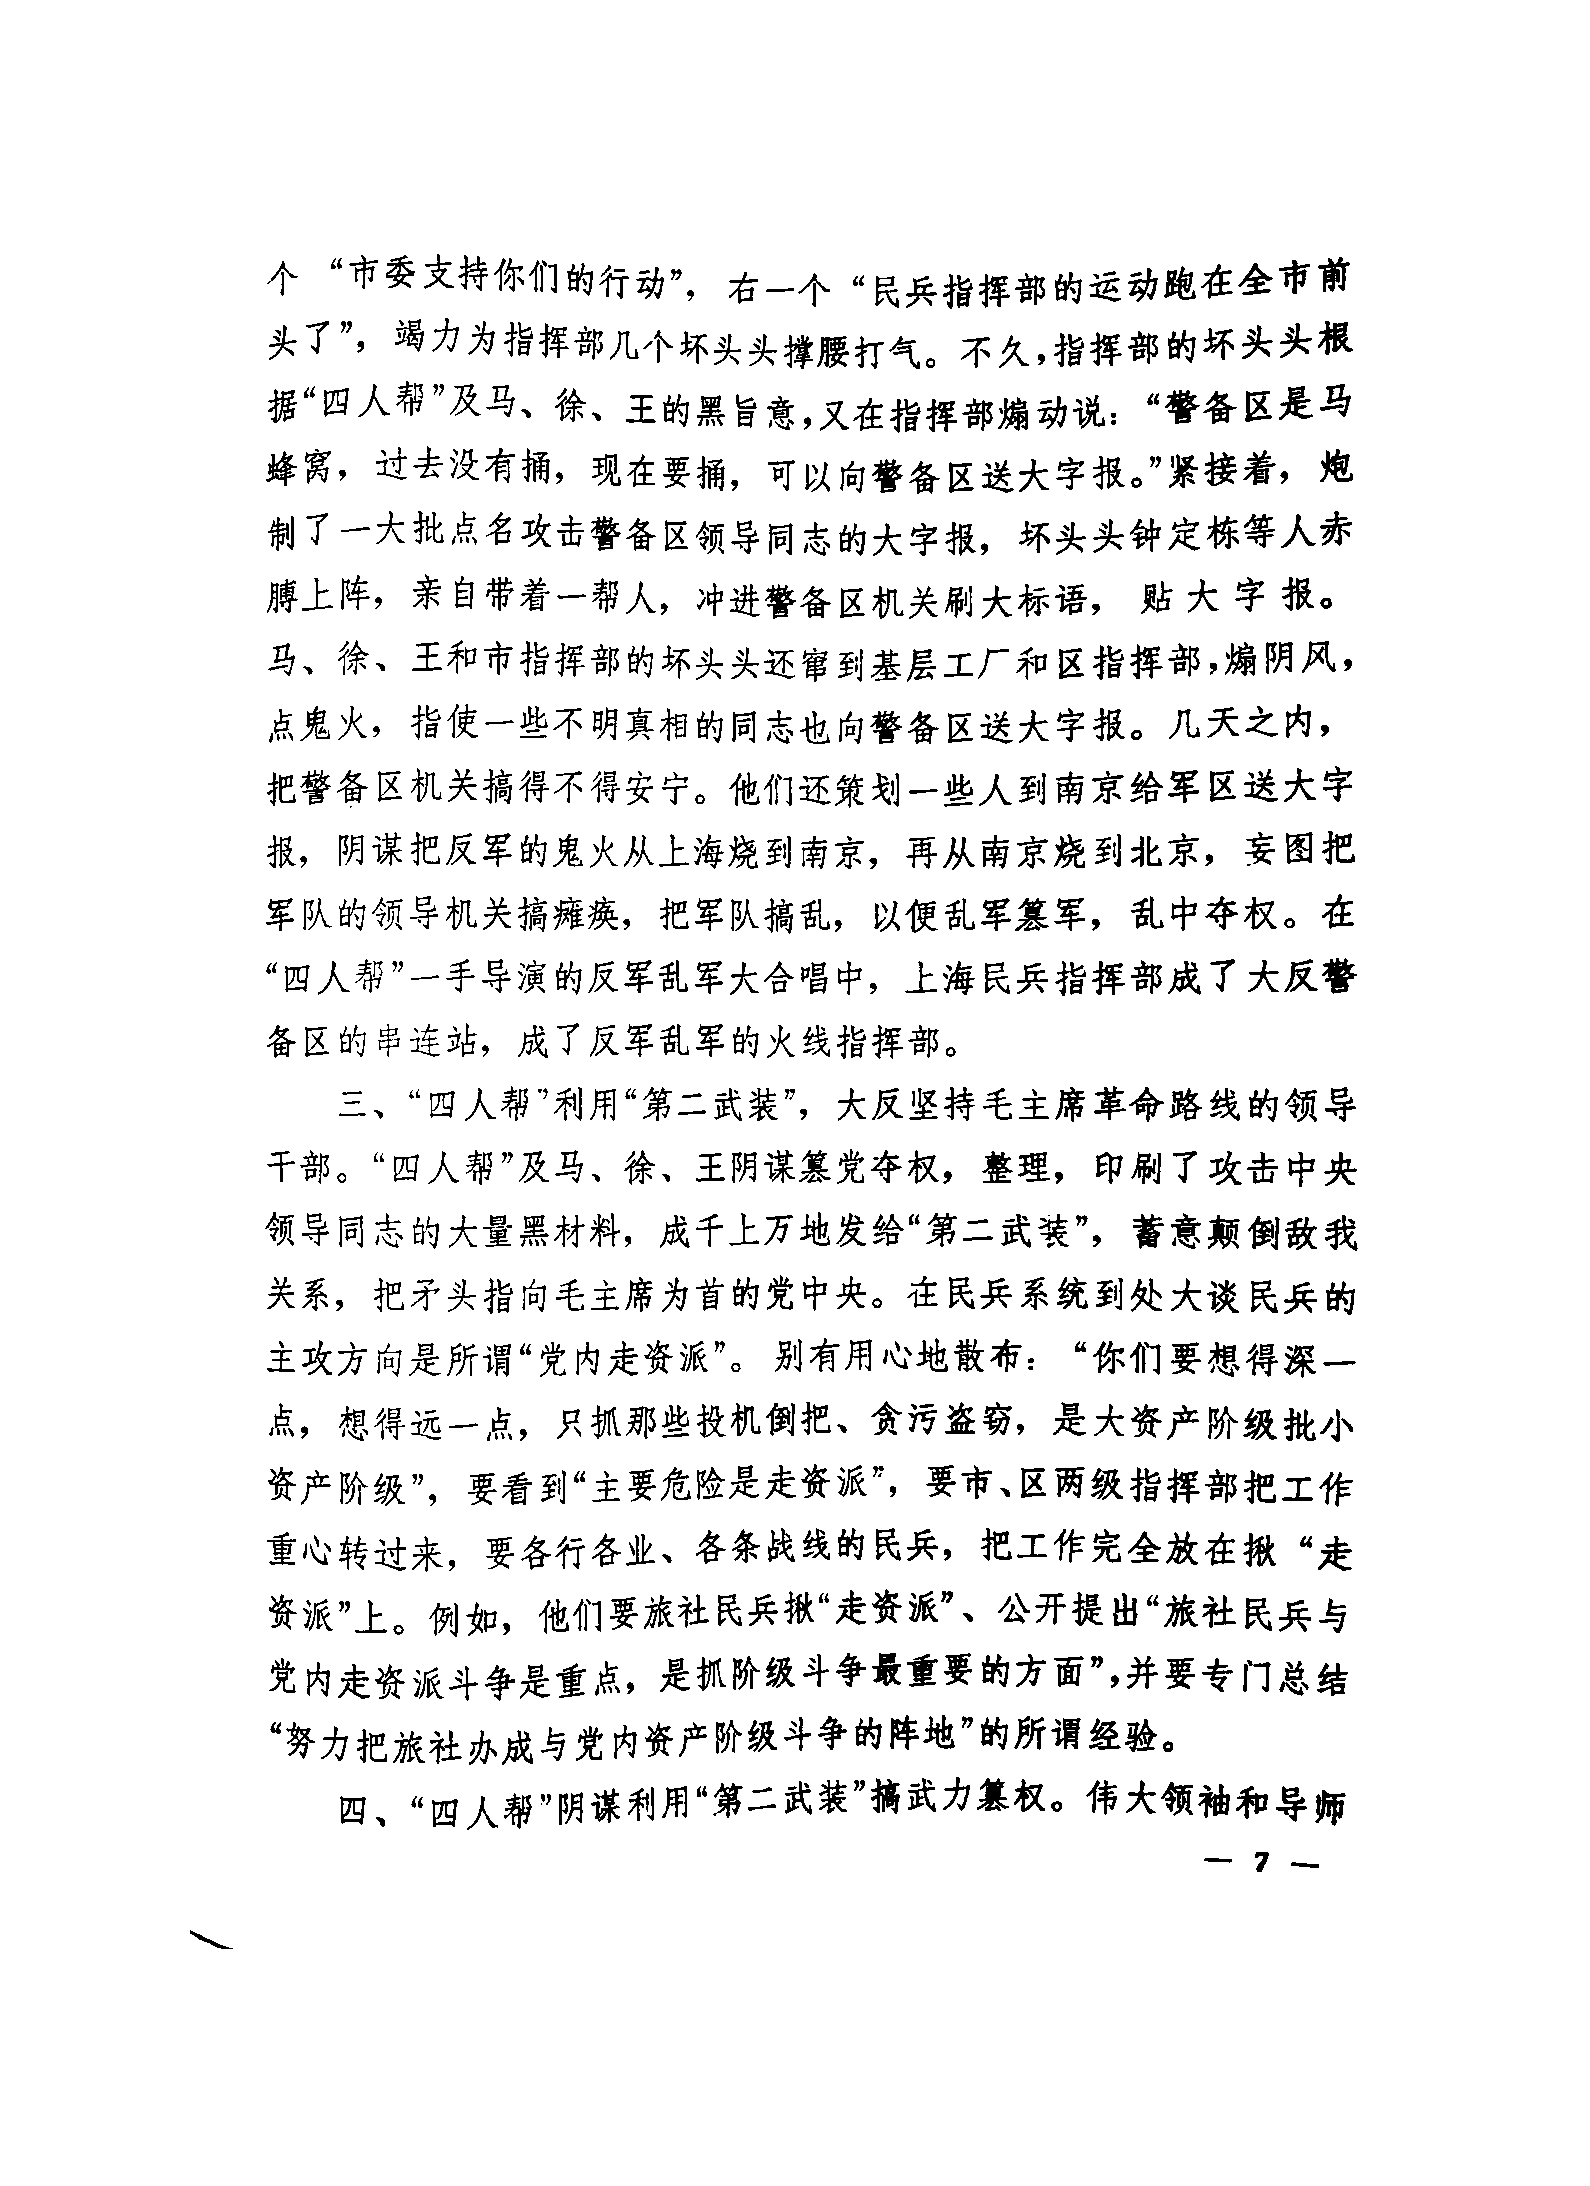 个 “市委支持你们的行动”，右一个“民兵指挥部的运动跑在全市前
头了”，竭力为指挥部几个坏头头撑腰打气。不久，指挥部的坏头头根
据“四人帮”及马、徐、王的黑旨意，又在指挥部煽动说：“警备区是马
蜂窝，过去没有捅，现在要捅，可以向警备区送大字报。”紧接着，炮
制了一大批点名攻击警备区领导同志的大字报，坏头头钟定栋等人赤
膊上阵，亲自带着一帮人，冲进警备区机关刷大标语，贴大字报。
马、徐、王和市指挥部的坏头头还窜到基层工厂和区指挥部，煽阴风，
点鬼火，指使一些不明真相的同志也向警备区送大字报。几天之内，
把警备区机关搞得不得安宁。他们还策划一些人到南京给军区送大字
报，阴谋把反军的鬼火从上海烧到南京，再从南京烧到北京，妄图把
军队的领导机关搞瘫痪，把军队搞乱，以便乱军篡军，乱中夺权。在
“四人帮”一手导演的反军乱军大合唱中，上海民兵指挥部成了大反警
备区的串连站，成了反军乱军的火线指挥部。
三、“四人帮”利用“第二武装”，大反坚持毛主席革命路线的领导
干部。“四人帮”及马、徐、王阴谋篡党夺权，整理，印刷了攻击中央
领导同志的大量黑材料，成千上万地发给“第二武装”，蓄意颠倒敌我
关系，把矛头指向毛主席为首的党中央。在民兵系统到处大谈民兵的
主攻方向是所谓“党内走资派”。别有用心地散布：“你们要想得深一
点，想得远一点，只抓那些投机倒把、贪污盗窃，是大资产阶级批小
资产阶级”，要看到“主要危险是走资派”，要市、区两级指挥部把工作
重心转过来，要各行各业、各条战线的民兵，把工作完全放在揪“走
资派”上。例如，他们要旅社民兵揪“走资派”、公开提出“旅社民兵与
党内走资派斗争是重点，是抓阶级斗争最重要的方面”，并要专门总结
“努力把旅社办成与党内资产阶级斗争的阵地”的所谓经验。
四、“四人帮”阴谋利用“第二武装”搞武力篡权。伟大领袖和导师
— 7 —